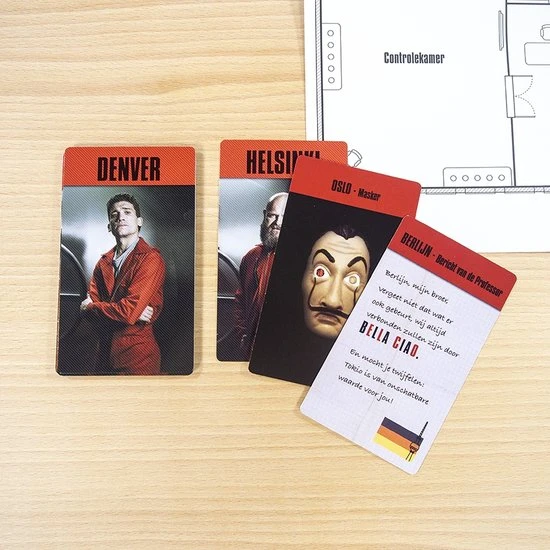 Controlekamer
DENVER
HELSINKI
OSLO - Masker
BERLIJN - Bericht van de Professor
Berlijn, mijn broer,
Vergeet niet dat wat er
ook gebeurt, wij altijd
verbonden zullen zijn door
BELLA CIAO.
En mocht je twijfelen:
Tokio is van onschatbare
waarde voor jou!